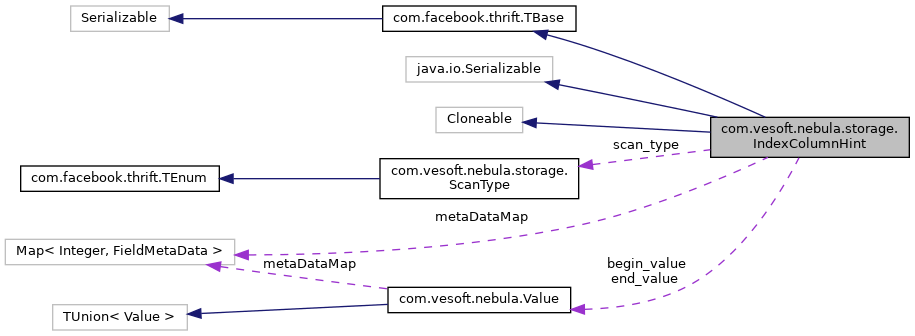 Serializable
com.facebook.thrift.TBase
java.io.Serializable
Cloneable
com.vesoft.nebula.storage.
IndexColumnHint
scan_type
com.facebook.thrift.TEnum
com.vesoft.nebula.storage.
ScanType
metaDataMap
Map< Integer, FieldMetaData >
metaDataMap
begin_value
end_value
com.vesoft.nebula.Value
TUnion< Value >